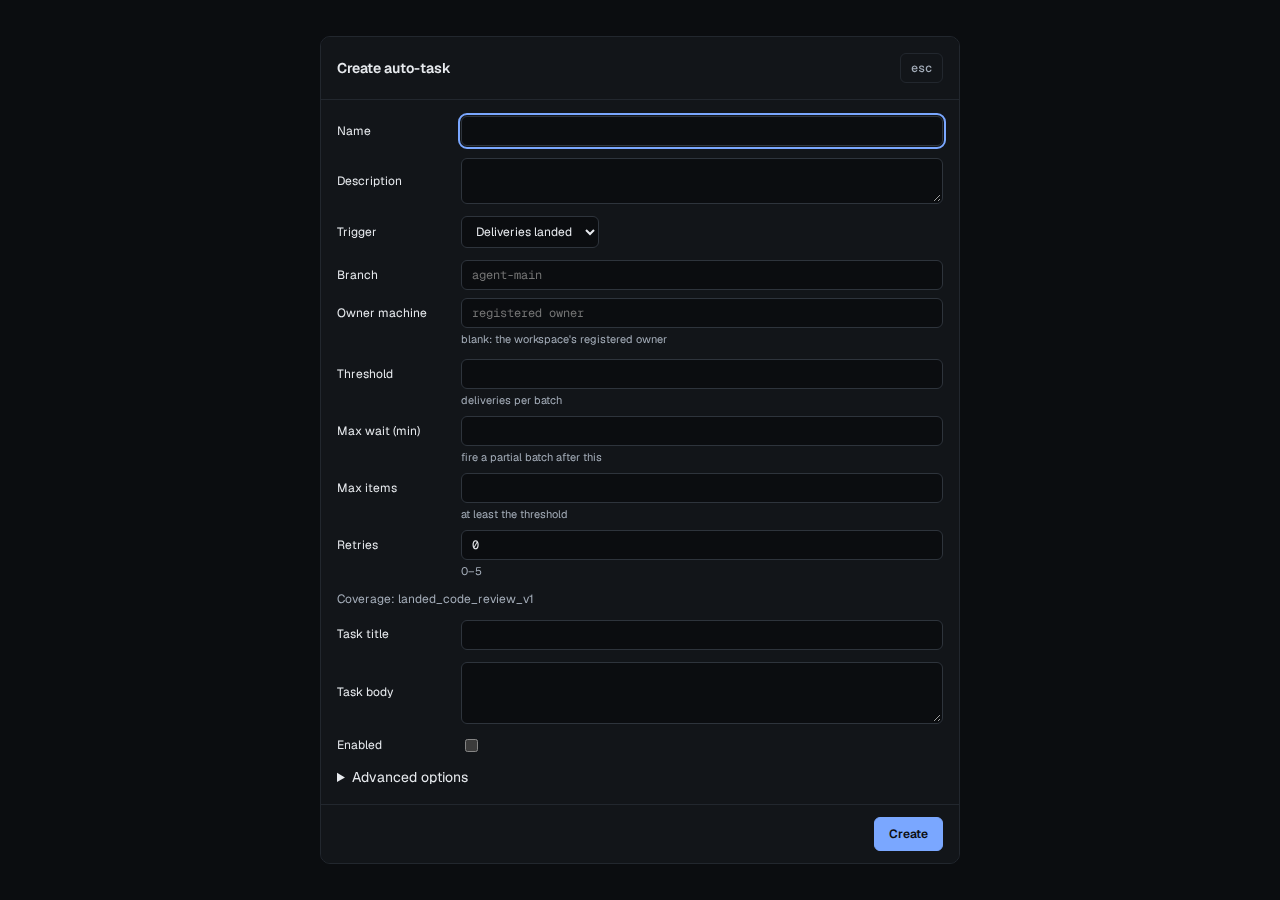 Create auto-task
esc
Name
Description
Trigger
Deliveries landed
Branch
agent-main
Owner machine
registered owner
blank: the workspace's registered owner
Threshold
deliveries per batch
Max wait (min)
fire a partial batch after this
Max items
at least the threshold
Retries
0
0–5
Coverage: landed_code_review_v1
Task title
Task body
Enabled
Advanced options
Create